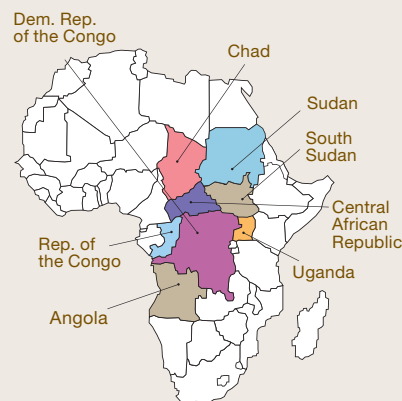 Dem. Rep.
of the Congo
Chad
Sudan
South
Sudan
Central
African
Republic
Rep. of
the Congo
Uganda
Angola